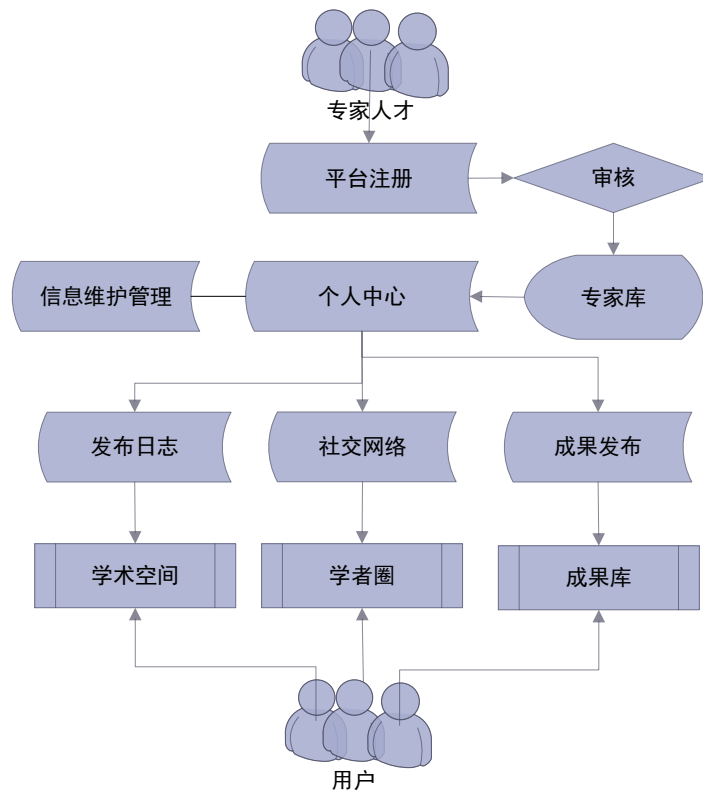 专家人才
平台注册
审核
信息维护管理
个人中心
专家库
发布日志
社交网络
成果发布
学术空间
学者圈
成果库
用户